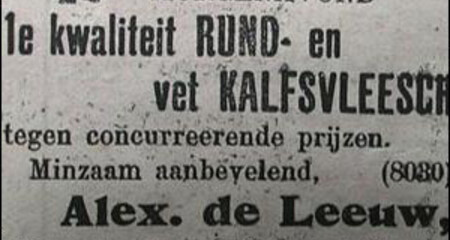 1e kwaliteit RUND- en
vet KALFSVLEESCH
tegen concurreerende prijzen.
Minzaam aanbevelend, (8030)
Alex. de Leeuw,